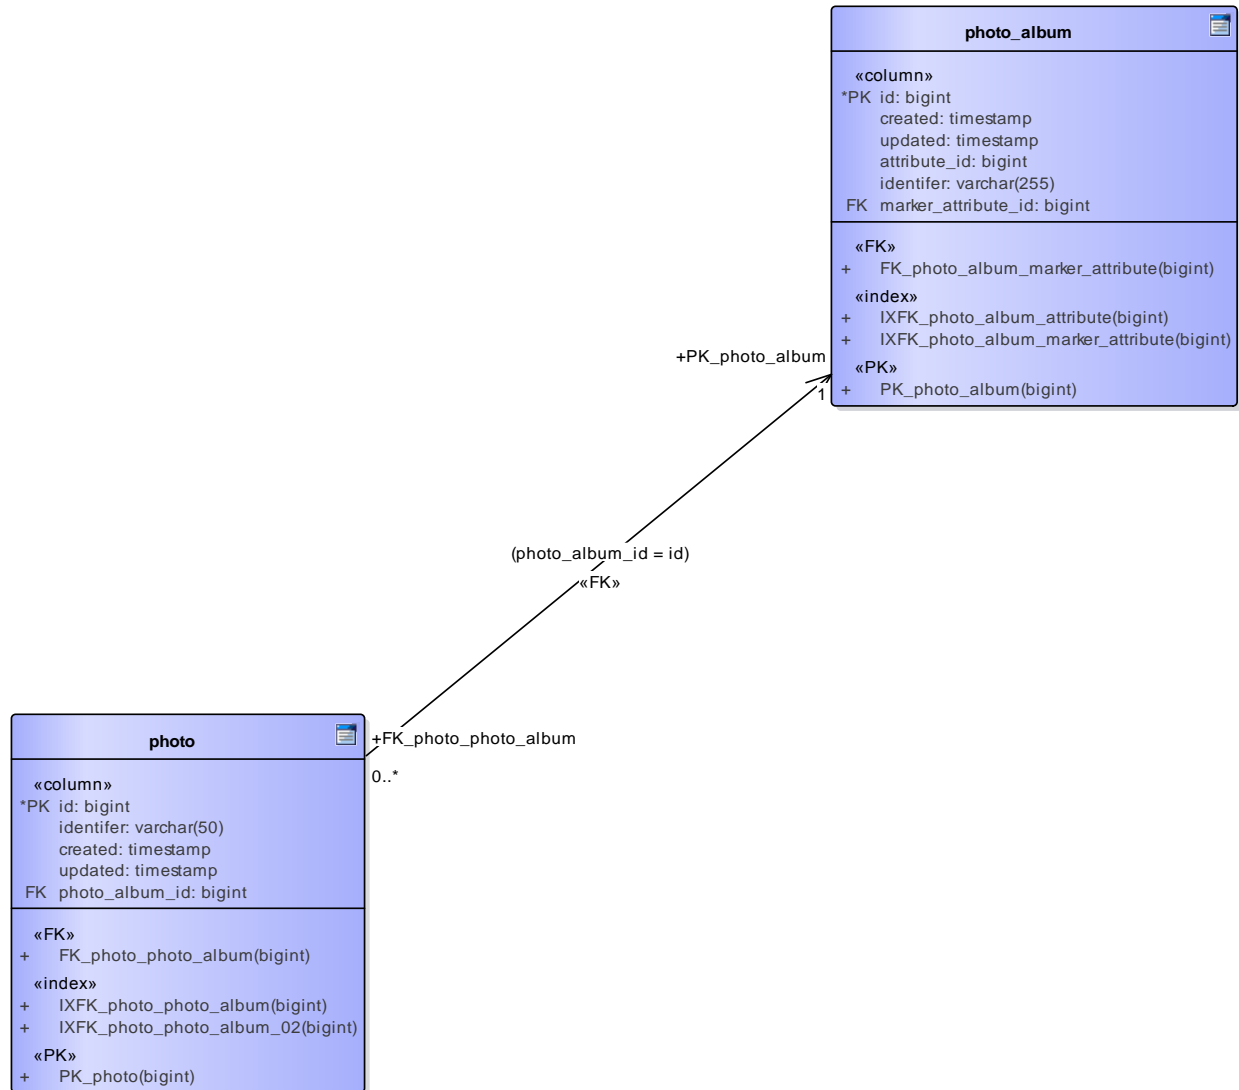 photo_album
«column»
*PK id: bigint
created: timestamp
updated: timestamp
attribute_id: bigint
identifer: varchar(255)
FK marker_attribute_id: bigint
«FK»
+ FK_photo_album_marker_attribute(bigint)
«index»
+ IXFK_photo_album_attribute(bigint)
+ IXFK_photo_album_marker_attribute(bigint)
«PK»
+ PK_photo_album(bigint)
+PK_photo_album
1
(photo_album_id = id)
«FK»
+FK_photo_photo_album
0..*
photo
«column»
*PK id: bigint
identifer: varchar(50)
created: timestamp
updated: timestamp
FK photo_album_id: bigint
«FK»
+ FK_photo_photo_album(bigint)
«index»
+ IXFK_photo_photo_album(bigint)
+ IXFK_photo_photo_album_02(bigint)
«PK»
+ PK_photo(bigint)